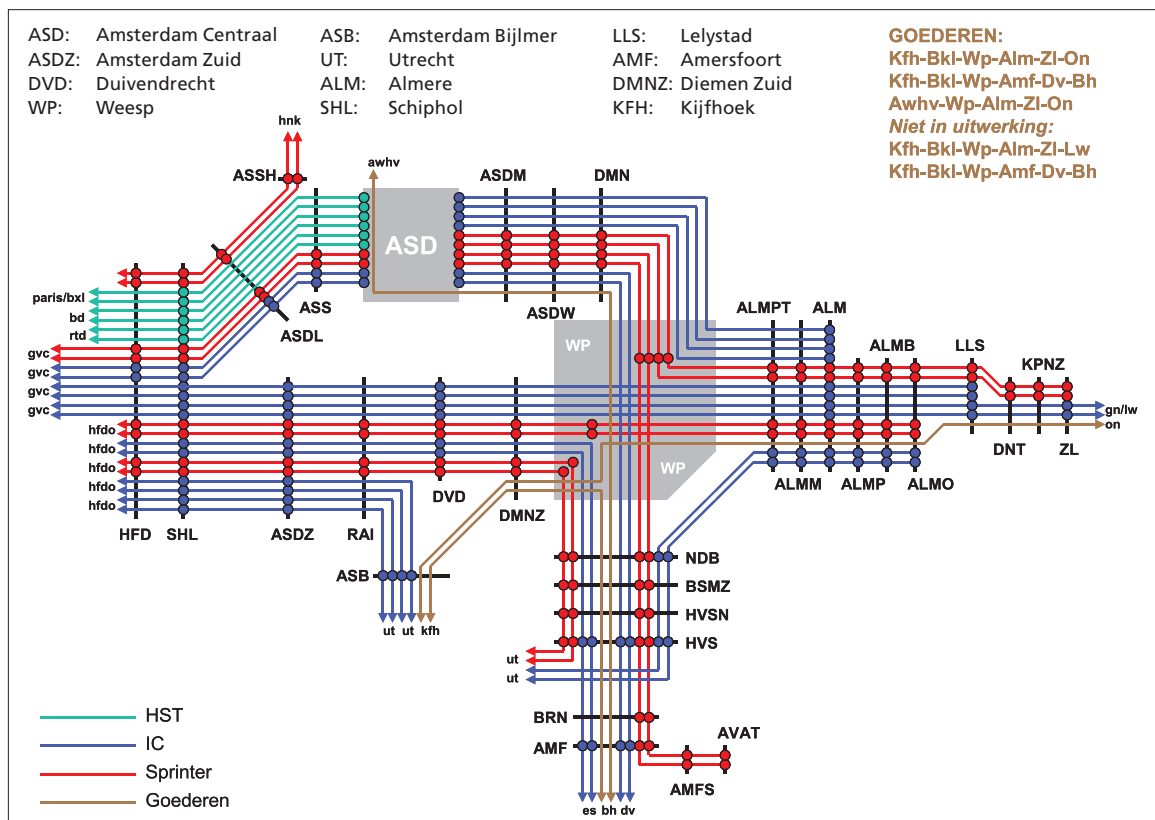 ASD: Amsterdam Centraal
ASDZ: Amsterdam Zuid
DVD: Duivendrecht
WP: Weesp
ASB: Amsterdam Bijlmer
UT: Utrecht
ALM: Almere
SHL: Schiphol
LLS: Lelystad
AMF: Amersfoort
DMNZ: Diemen Zuid
KFH: Kijfhoek
GOEDEREN:
Kfh-Bkl-Wp-Alm-Zl-On
Kfh-Bkl-Wp-Amf-Dv-Bh
Awhv-Wp-Alm-Zl-On
Niet in uitwerking:
Kfh-Bkl-Wp-Alm-Zl-Lw
Kfh-Bkl-Wp-Amf-Dv-Bh
hnk
awhv
ASSH
ASDM
DMN
ASD
paris/bxl
bd
rtd
ASS
ASDL
ASDW
ALMPT
ALM
gvc
gvc
gvc
gvc
WP
ALMB
LLS
KPNZ
gn/lw
on
hfdo
hfdo
hfdo
hfdo
hfdo
DNT
ZL
WP
DVD
DMNZ
ALMM
ALMP
ALMO
HFD
SHL
ASDZ
RAI
ASB
NDB
BSMZ
HVSN
HVS
ut
ut
kfh
ut
ut
BRN
AMF
AVAT
AMFS
es
bh
dv
HST
IC
Sprinter
Goederen